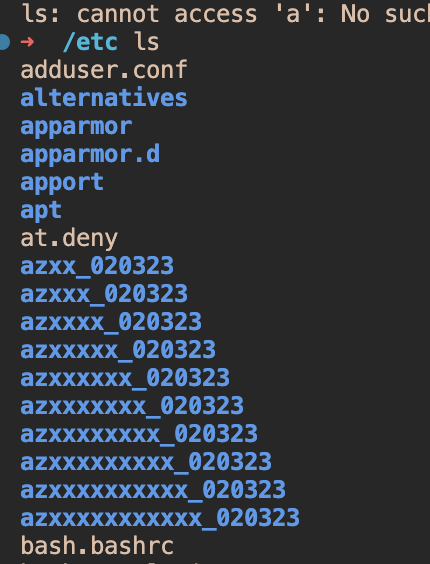 ls: cannot access 'a': No such
➜ /etc ls
adduser.conf
alternatives
apparmor
apparmor.d
apport
apt
at.deny
azxx_020323
azxxx_020323
azxxxx_020323
azxxxxx_020323
azxxxxxx_020323
azxxxxxxx_020323
azxxxxxxxx_020323
azxxxxxxxxx_020323
azxxxxxxxxxx_020323
azxxxxxxxxxxx_020323
bash.bashrc